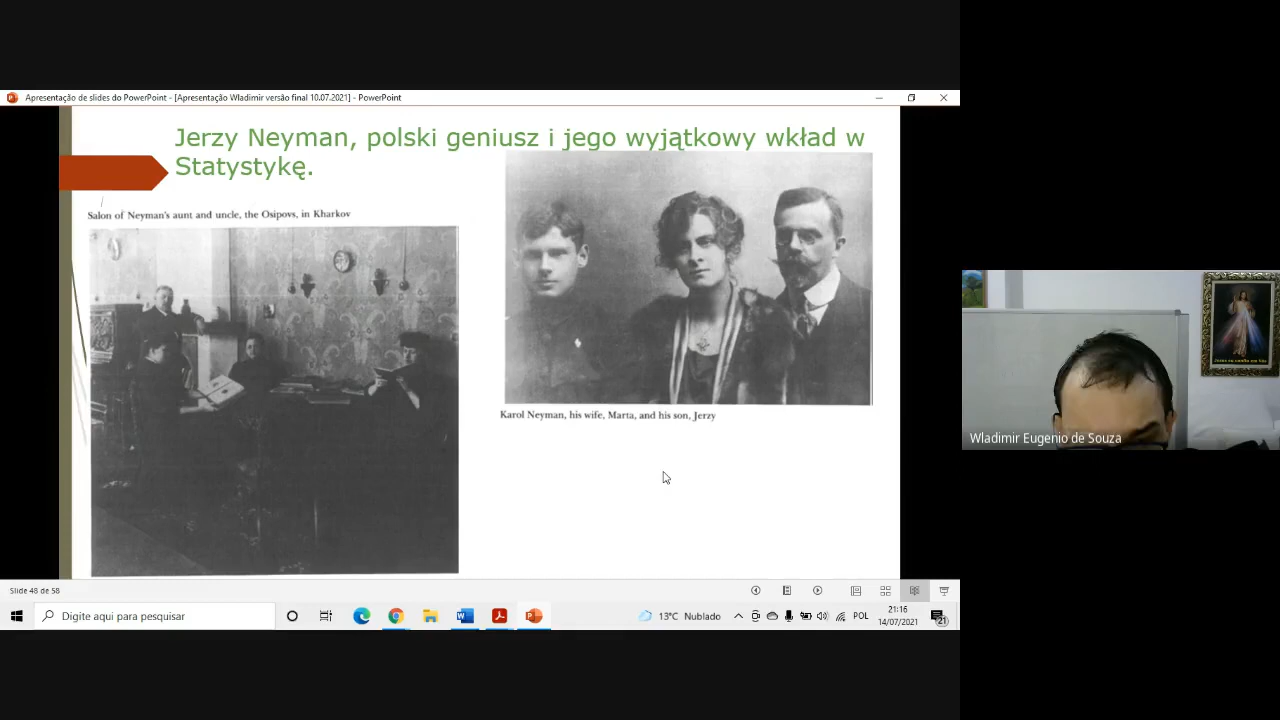 Apresentação de slides do PowerPoint - [Apresentação Wladimir versão final 10.07.2021] - PowerPoint
Jerzy Neyman, polski geniusz i jego wyjątkowy wkład w
Statystykę.
Salon of Neyman's aunt and uncle, the Osipovs, in Kharkov
Karol Neyman, his wife, Marta, and his son, Jerzy
Wladimir Eugenio de Souza
Slide 48 de 58
Digite aqui para pesquisar
13°C Nublado
POL
21:16
14/07/2021
21